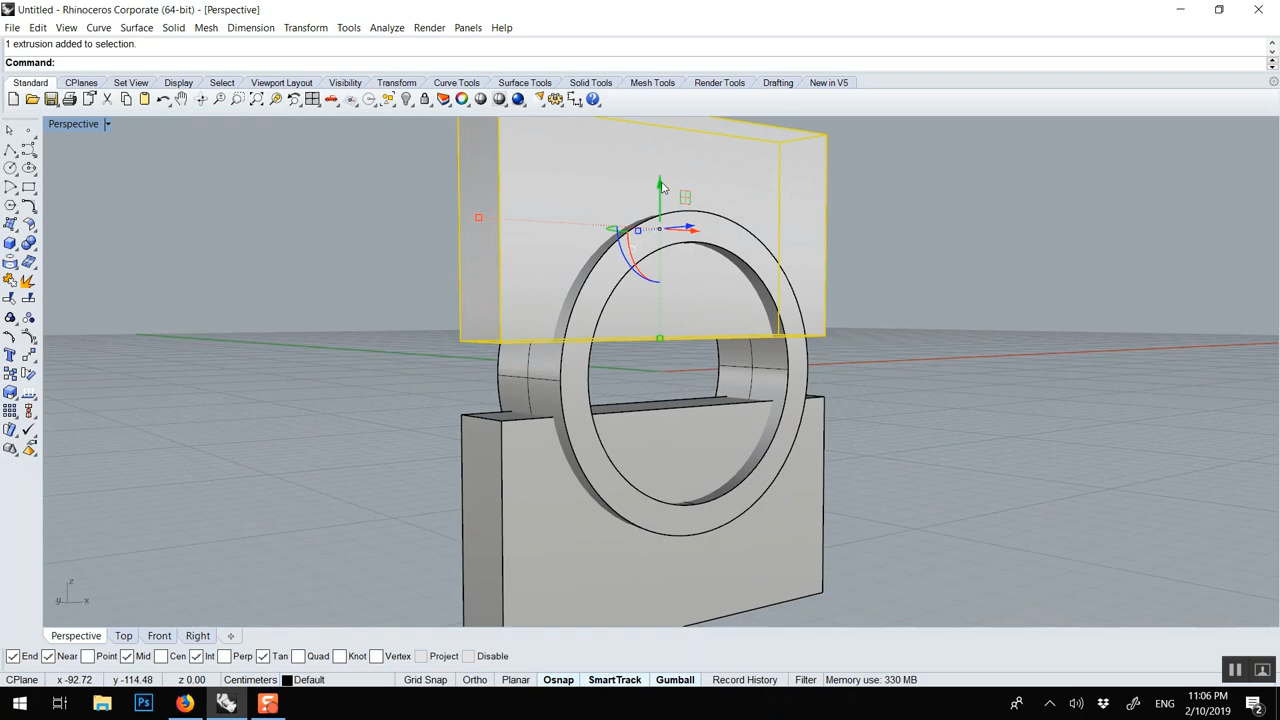 Untitled - Rhinoceros Corporate (64-bit) - [Perspective]
File Edit View Curve Surface Solid Mesh Dimension Transform Tools Analyze Render Panels Help
1 extrusion added to selection.
Command:
Standard CPlanes Set View Display Select Viewport Layout Visibility Transform Curve Tools Surface Tools Solid Tools Mesh Tools Render Tools Drafting New in V5
Perspective
z
y x
Perspective Top Front Right
End Near Point Mid Cen Int Perp Tan Quad Knot Vertex Project Disable
CPlane x -92.72 y -114.48 z 0.00 Centimeters Default Grid Snap Ortho Planar Osnap SmartTrack Gumball Record History Filter Memory use: 330 MB
Ps ENG 11:06 PM
2/10/2019 2